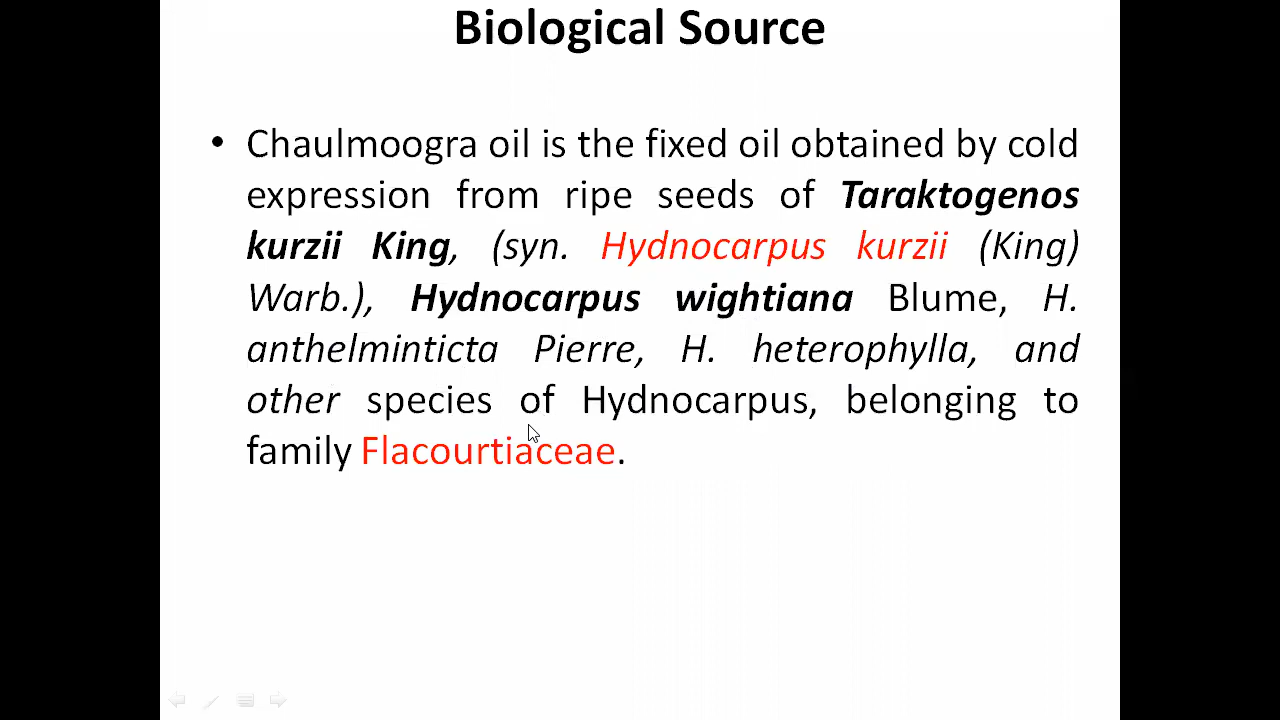 Biological Source
• Chaulmoogra oil is the fixed oil obtained by cold
expression from ripe seeds of Taraktogenos
kurzii King, (syn. Hydnocarpus kurzii (King)
Warb.), Hydnocarpus wightiana Blume, H.
anthelminticta Pierre, H. heterophylla, and
other species of Hydnocarpus, belonging to
family Flacourtiaceae.